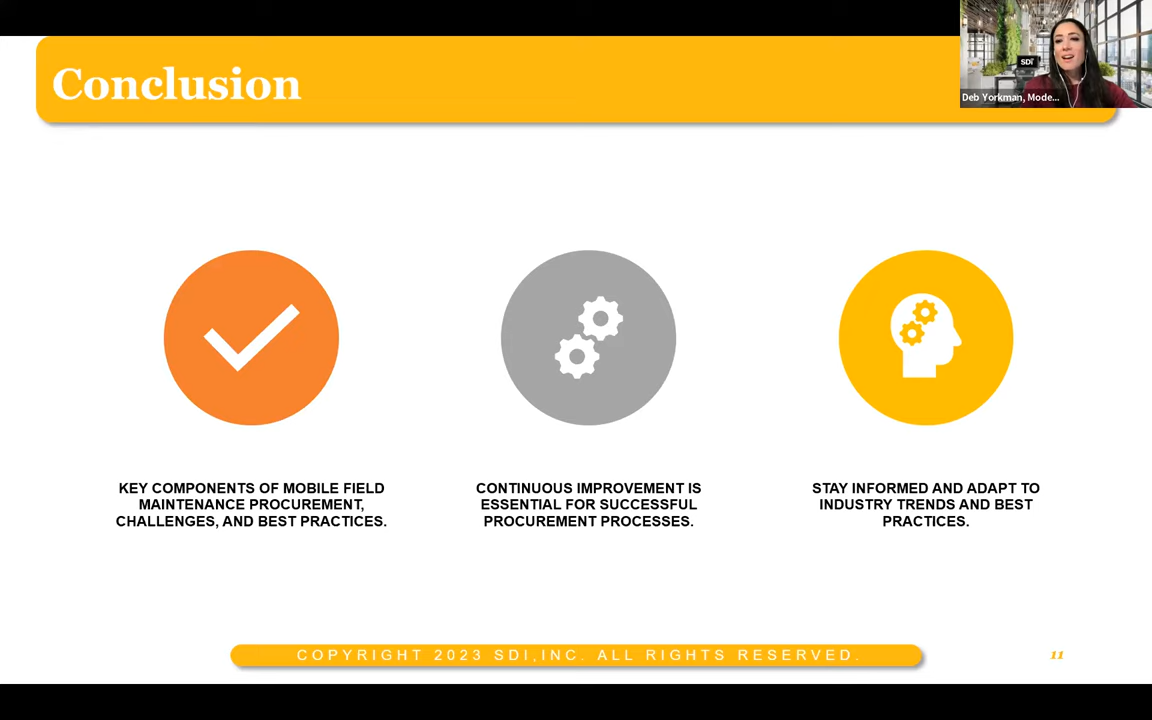 Conclusion
SDi
Deb Yorkman, Mode...
KEY COMPONENTS OF MOBILE FIELD
MAINTENANCE PROCUREMENT,
CHALLENGES, AND BEST PRACTICES.
CONTINUOUS IMPROVEMENT IS
ESSENTIAL FOR SUCCESSFUL
PROCUREMENT PROCESSES.
STAY INFORMED AND ADAPT TO
INDUSTRY TRENDS AND BEST
PRACTICES.
COPYRIGHT 2023 SDI,INC. ALL RIGHTS RESERVED.
11